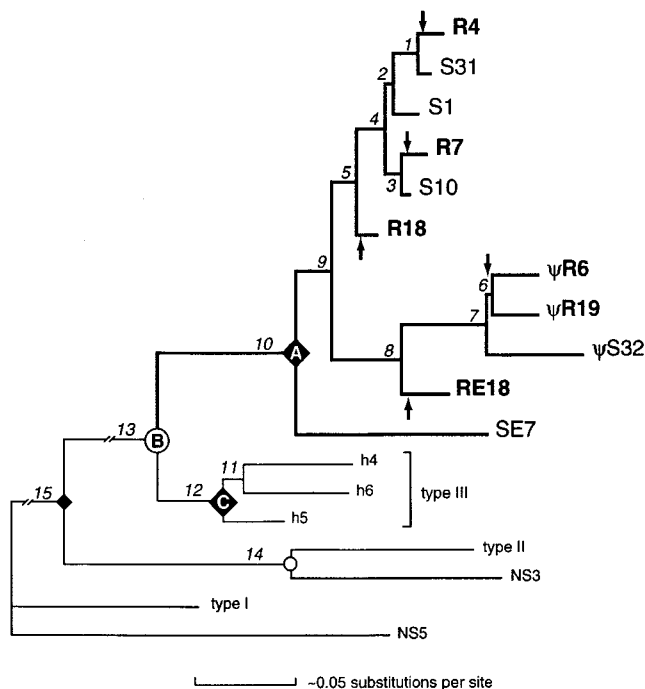 R4
1
S31
2
S1
4
R7
3
S10
5
R18
9
ψR6
6
ψR19
7
ψS32
8
RE18
10
A
SE7
13
B
11
h4
h6
type III
12
C
h5
15
14
type II
NS3
type I
NS5
~0.05 substitutions per site